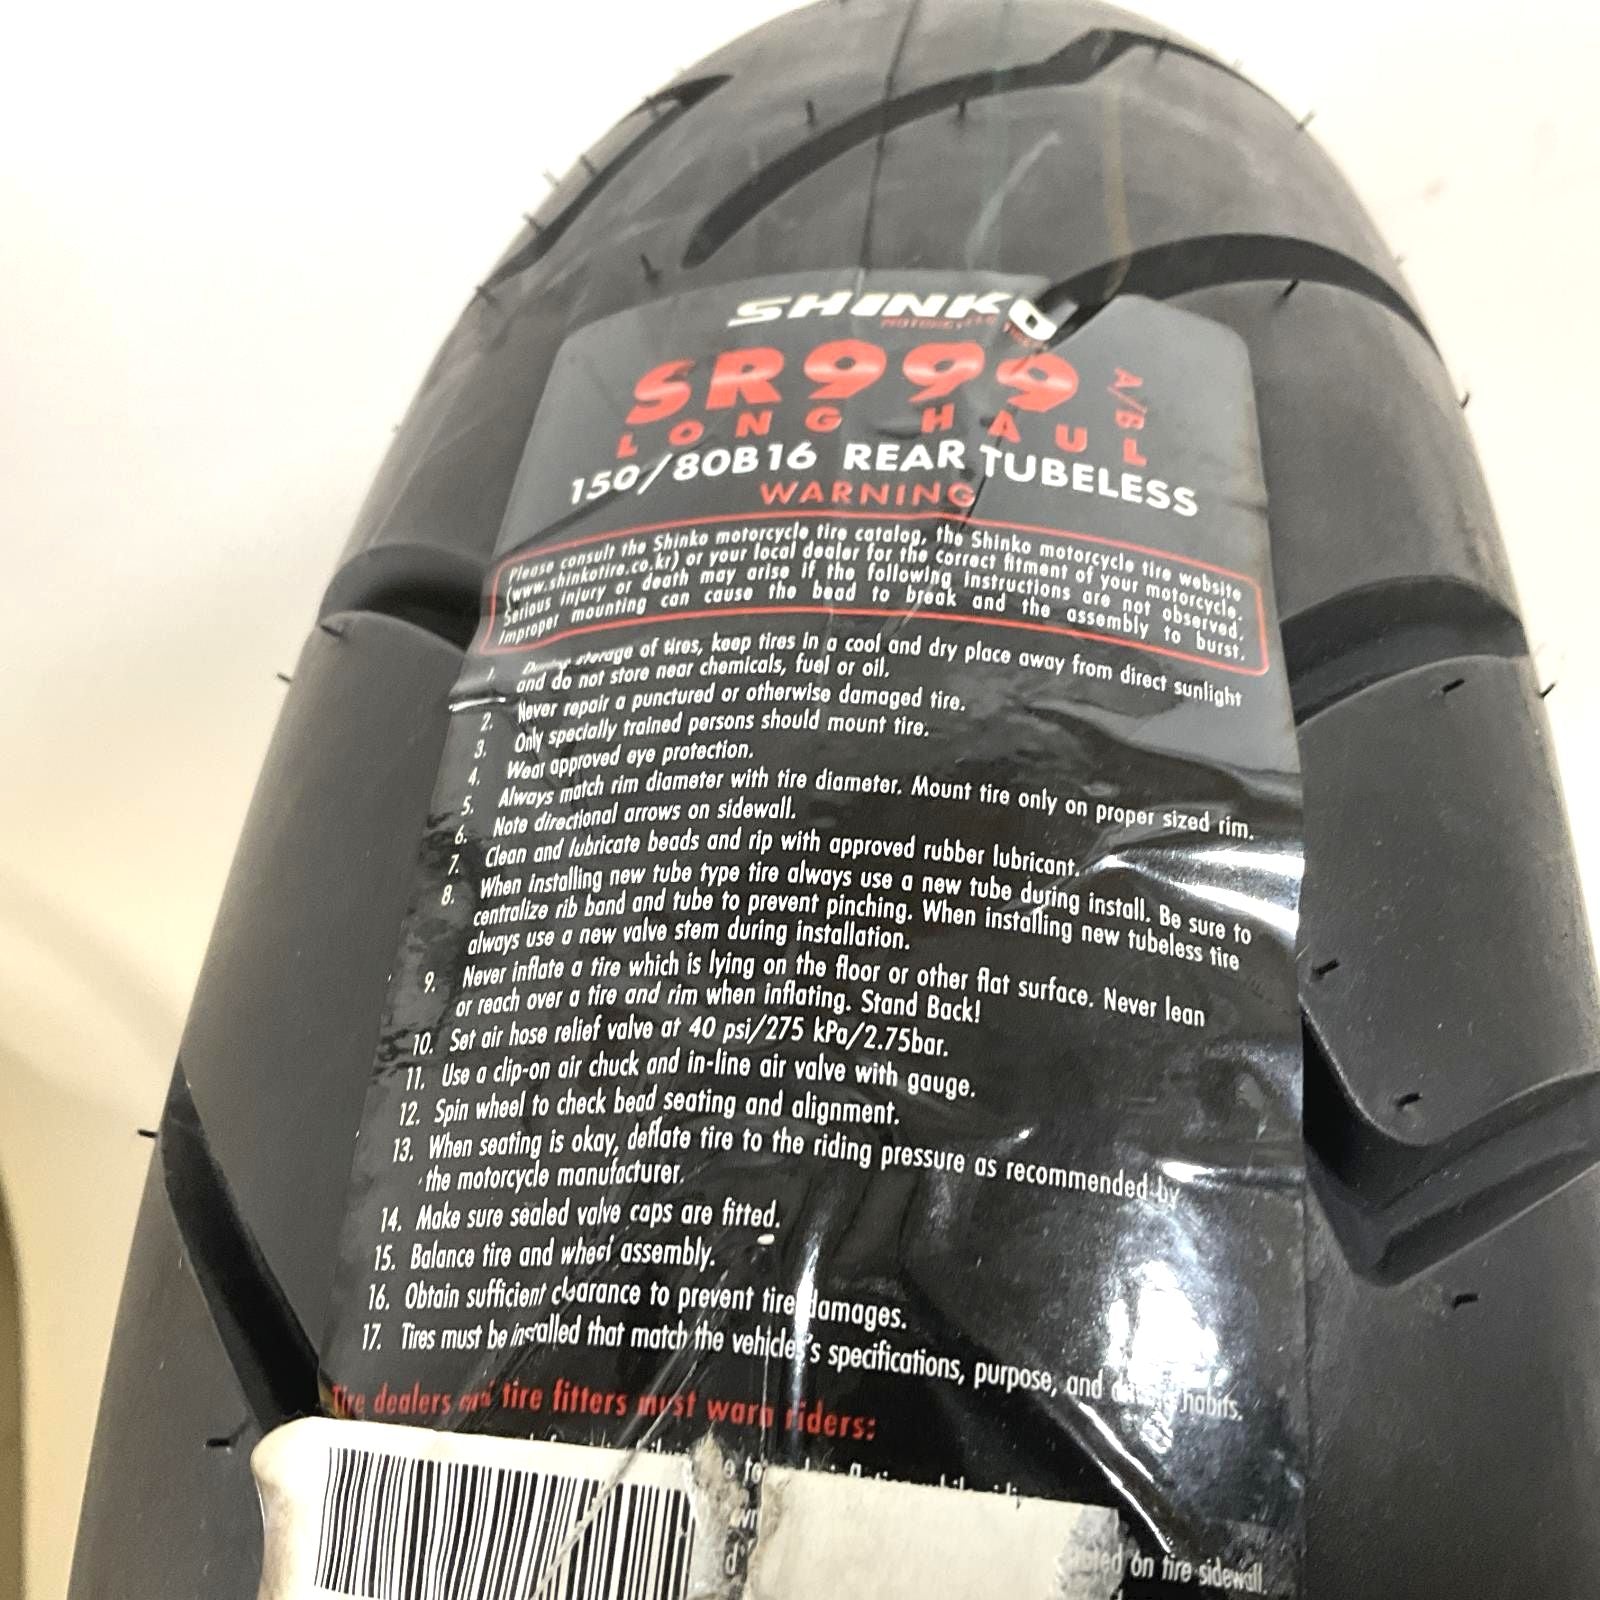 SHINKO
MOTORCYCLE TIRES
SR999 A/B
LONG HAUL
150/80B16 REAR TUBELESS
WARNING
Please consult the Shinko motorcycle tire catalog, the Shinko motorcycle tire website
(www.shinkotire.co.kr) or your local dealer for the correct fitment of your motorcycle.
Serious injury or death may arise if the following instructions are not observed.
Improper mounting can cause the bead to break and the assembly to burst.
1. During storage of tires, keep tires in a cool and dry place away from direct sunlight
and do not store near chemicals, fuel or oil.
2. Never repair a punctured or otherwise damaged tire.
3. Only specially trained persons should mount tire.
4. Wear approved eye protection.
5. Always match rim diameter with tire diameter. Mount tire only on proper sized rim.
6. Note directional arrows on sidewall.
7. Clean and lubricate beads and rip with approved rubber lubricant.
8. When installing new tube type tire always use a new tube during install. Be sure to
centralize rib band and tube to prevent pinching. When installing new tubeless tire
always use a new valve stem during installation.
9. Never inflate a tire which is lying on the floor or other flat surface. Never lean
or reach over a tire and rim when inflating. Stand Back!
10. Set air hose relief valve at 40 psi/275 kPa/2.75bar.
11. Use a clip-on air chuck and in-line air valve with gauge.
12. Spin wheel to check bead seating and alignment.
13. When seating is okay, deflate tire to the riding pressure as recommended by
the motorcycle manufacturer.
14. Make sure sealed valve caps are fitted.
15. Balance tire and wheel assembly.
16. Obtain sufficient clearance to prevent tire damages.
17. Tires must be installed that match the vehicle's specifications, purpose, and habits.
Tire dealers and tire fitters must warn riders:
on tire sidewall.